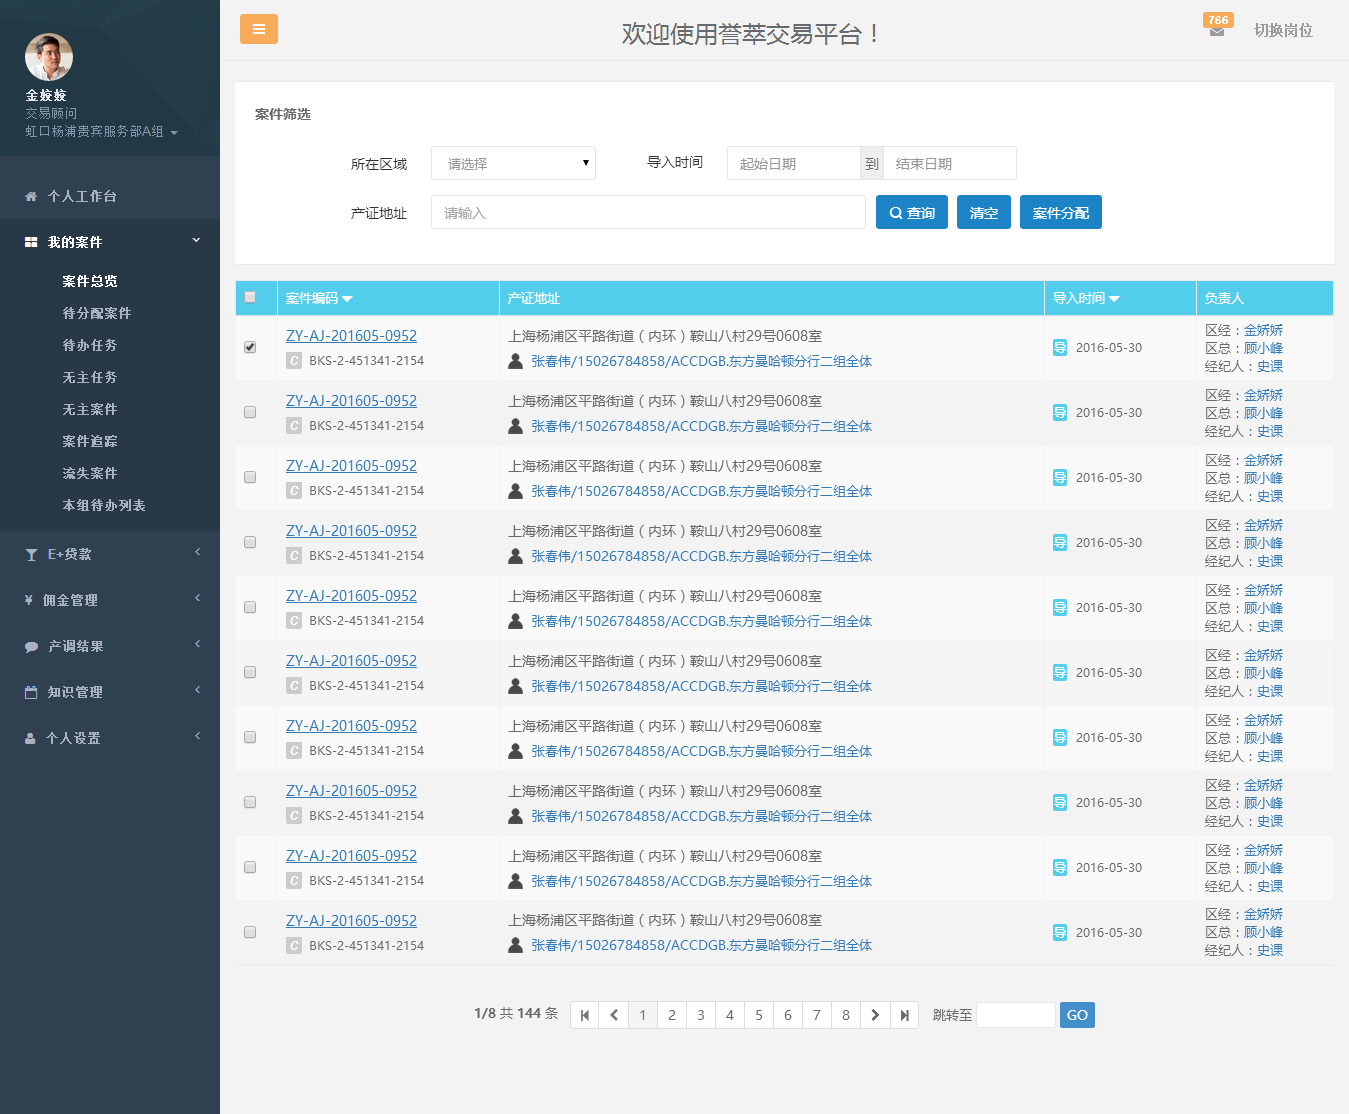 欢迎使用誉萃交易平台！
766
切换岗位
金姣姣
交易顾问
虹口杨浦贵宾服务部A组
个人工作台
我的案件
案件总览
待分配案件
待办任务
无主任务
无主案件
案件追踪
流失案件
本组待办列表
E+贷款
¥ 佣金管理
产调结果
知识管理
个人设置
案件筛选
所在区域 请选择 导入时间 起始日期 到 结束日期
产证地址 请输入 查询 清空 案件分配
案件编码 产证地址 导入时间 负责人
ZY-AJ-201605-0952 上海杨浦区平路街道（内环）鞍山八村29号0608室 区经：金娇娇
导 2016-05-30 区总：顾小峰
C BKS-2-451341-2154 张春伟/15026784858/ACCDGB.东方曼哈顿分行二组全体 经纪人：史课
ZY-AJ-201605-0952 上海杨浦区平路街道（内环）鞍山八村29号0608室 区经：金娇娇
导 2016-05-30 区总：顾小峰
C BKS-2-451341-2154 张春伟/15026784858/ACCDGB.东方曼哈顿分行二组全体 经纪人：史课
ZY-AJ-201605-0952 上海杨浦区平路街道（内环）鞍山八村29号0608室 区经：金娇娇
导 2016-05-30 区总：顾小峰
C BKS-2-451341-2154 张春伟/15026784858/ACCDGB.东方曼哈顿分行二组全体 经纪人：史课
ZY-AJ-201605-0952 上海杨浦区平路街道（内环）鞍山八村29号0608室 区经：金娇娇
导 2016-05-30 区总：顾小峰
C BKS-2-451341-2154 张春伟/15026784858/ACCDGB.东方曼哈顿分行二组全体 经纪人：史课
ZY-AJ-201605-0952 上海杨浦区平路街道（内环）鞍山八村29号0608室 区经：金娇娇
导 2016-05-30 区总：顾小峰
C BKS-2-451341-2154 张春伟/15026784858/ACCDGB.东方曼哈顿分行二组全体 经纪人：史课
ZY-AJ-201605-0952 上海杨浦区平路街道（内环）鞍山八村29号0608室 区经：金娇娇
导 2016-05-30 区总：顾小峰
C BKS-2-451341-2154 张春伟/15026784858/ACCDGB.东方曼哈顿分行二组全体 经纪人：史课
ZY-AJ-201605-0952 上海杨浦区平路街道（内环）鞍山八村29号0608室 区经：金娇娇
导 2016-05-30 区总：顾小峰
C BKS-2-451341-2154 张春伟/15026784858/ACCDGB.东方曼哈顿分行二组全体 经纪人：史课
ZY-AJ-201605-0952 上海杨浦区平路街道（内环）鞍山八村29号0608室 区经：金娇娇
导 2016-05-30 区总：顾小峰
C BKS-2-451341-2154 张春伟/15026784858/ACCDGB.东方曼哈顿分行二组全体 经纪人：史课
ZY-AJ-201605-0952 上海杨浦区平路街道（内环）鞍山八村29号0608室 区经：金娇娇
导 2016-05-30 区总：顾小峰
C BKS-2-451341-2154 张春伟/15026784858/ACCDGB.东方曼哈顿分行二组全体 经纪人：史课
ZY-AJ-201605-0952 上海杨浦区平路街道（内环）鞍山八村29号0608室 区经：金娇娇
导 2016-05-30 区总：顾小峰
C BKS-2-451341-2154 张春伟/15026784858/ACCDGB.东方曼哈顿分行二组全体 经纪人：史课
1/8 共 144 条 1 2 3 4 5 6 7 8 跳转至 GO